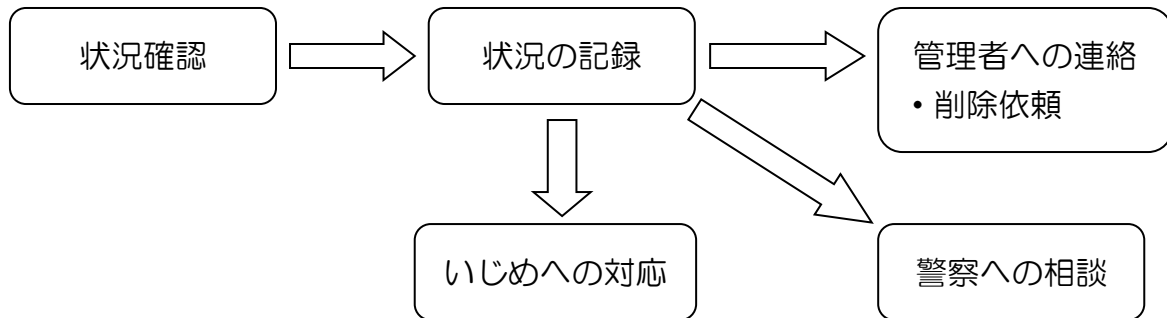 状況確認
状況の記録
管理者への連絡
・削除依頼
いじめへの対応
警察への相談